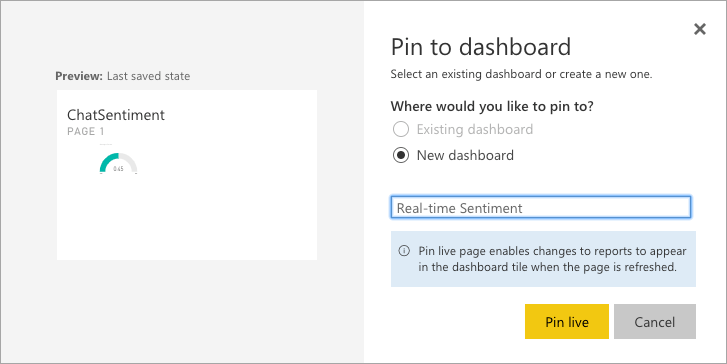 Pin to dashboard
Select an existing dashboard or create a new one.
Preview: Last saved state
ChatSentiment
PAGE 1
0.45
Where would you like to pin to?
Existing dashboard
New dashboard
Real-time Sentiment
Pin live page enables changes to reports to appear
in the dashboard tile when the page is refreshed.
Pin live
Cancel